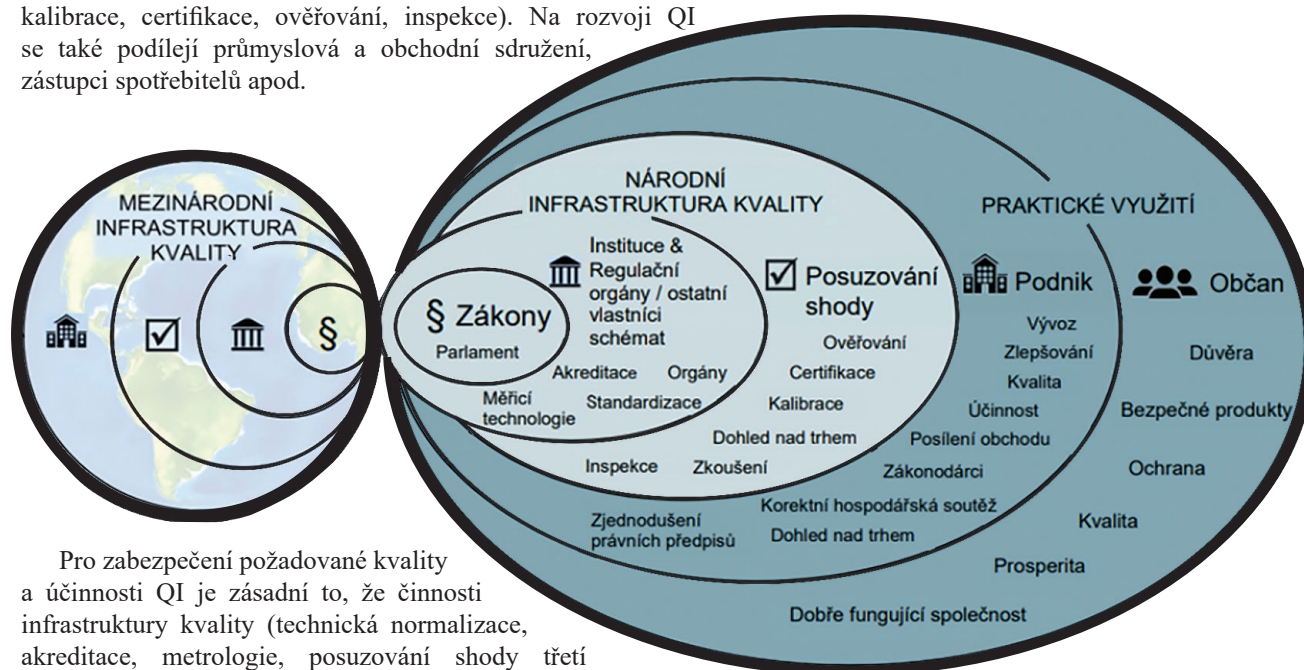 kalibrace, certifikace, ověřování, inspekce). Na rozvoji QI
se také podílejí průmyslová a obchodní sdružení,
zástupci spotřebitelů apod.
MEZINÁRODNÍ
INFRASTRUKTURA
KVALITY
§
NÁRODNÍ
INFRASTRUKTURA KVALITY
§ Zákony
Parlament
Instituce &
Regulační
orgány / ostatní
vlastníci
schémat
Akreditace
Orgány
Měřicí
technologie
Standardizace
Posuzování
shody
Ověřování
Certifikace
Kalibrace
Dohled nad trhem
Inspekce
Zkoušení
PRAKTICKÉ VYUŽITÍ
Podnik
Vývoz
Zlepšování
Kvalita
Účinnost
Posílení obchodu
Zákonodárci
Korektní hospodářská soutěž
Zjednodušení
právních předpisů
Dohled nad trhem
Občan
Důvěra
Bezpečné produkty
Ochrana
Kvalita
Prosperita
Dobře fungující společnost
Pro zabezpečení požadované kvality
a účinnosti QI je zásadní to, že činnosti
infrastruktury kvality (technická normalizace,
akreditace, metrologie, posuzování shody třetí